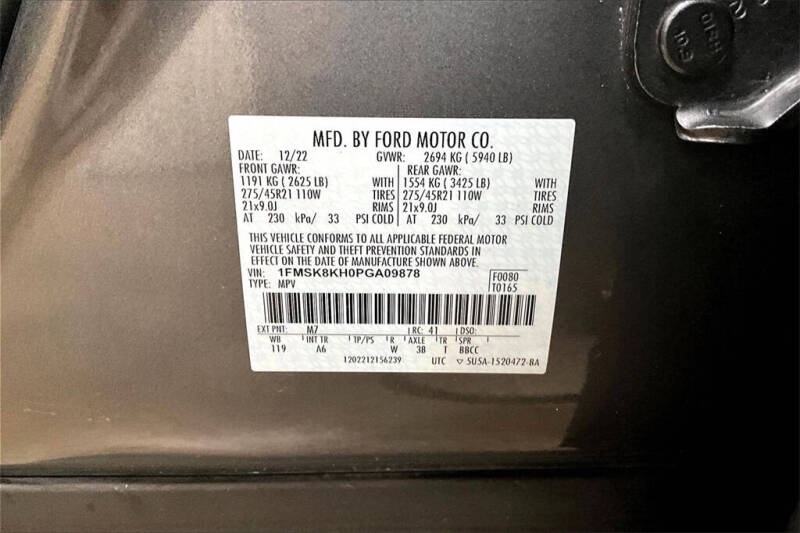 MFD. BY FORD MOTOR CO.
DATE: 12/22 GVWR: 2694 KG ( 5940 LB)
FRONT GAWR: REAR GAWR:
1191 KG ( 2625 LB) WITH 1554 KG ( 3425 LB) WITH
275/45R21 110W TIRES 275/45R21 110W TIRES
21x9.0J RIMS 21x9.0J RIMS
AT 230 kPa/ 33 PSI COLD AT 230 kPa/ 33 PSI COLD
THIS VEHICLE CONFORMS TO ALL APPLICABLE FEDERAL MOTOR
VEHICLE SAFETY AND THEFT PREVENTION STANDARDS IN
EFFECT ON THE DATE OF MANUFACTURE SHOWN ABOVE.
VIN: 1FMSK8KH0PGA09878 F0080
TYPE: MPV T0165
EXT PNT: M7 RC: 41 DSO:
WB INT TR TP/PS R AXLE TR SPR
119 A6 W 3B T BBCC
1202212156239 UTC ▽ 5U5A-1520472-BA